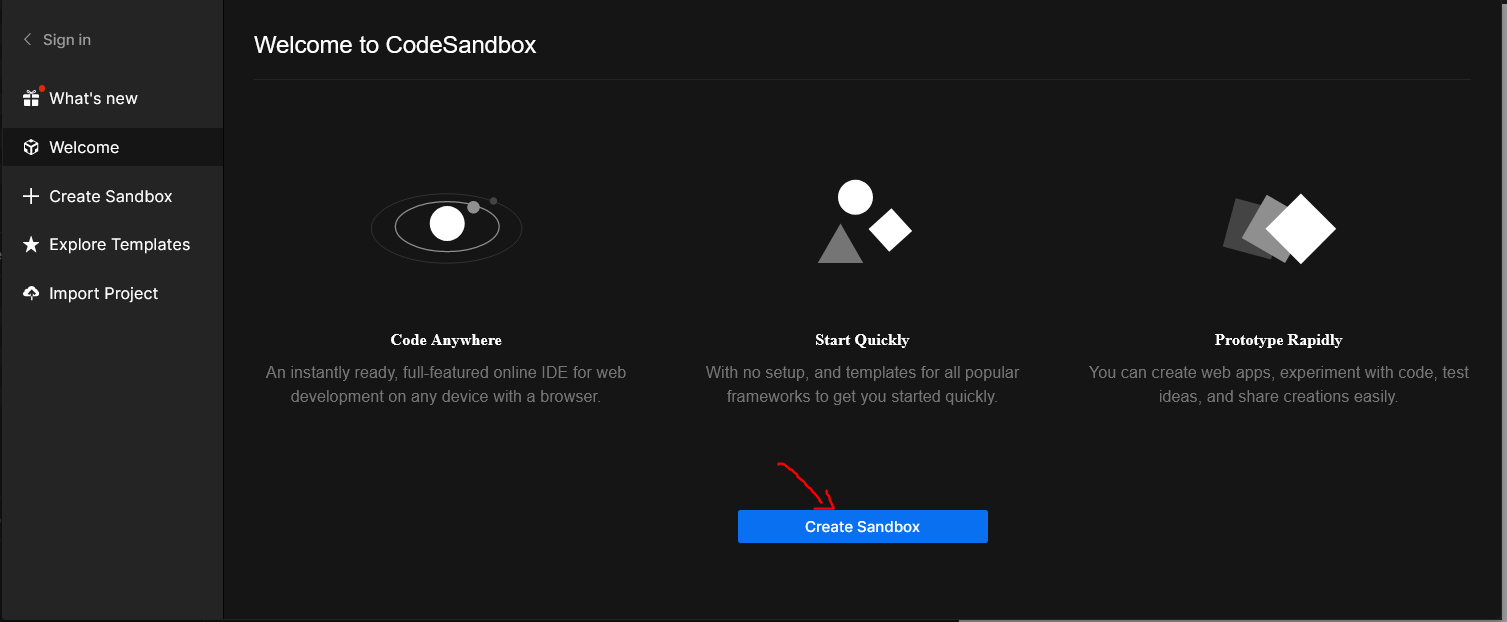 Sign in
What's new
Welcome
Create Sandbox
Explore Templates
Import Project
Welcome to CodeSandbox
Code Anywhere
An instantly ready, full-featured online IDE for web
development on any device with a browser.
Start Quickly
With no setup, and templates for all popular
frameworks to get you started quickly.
Prototype Rapidly
You can create web apps, experiment with code, test
ideas, and share creations easily.
Create Sandbox